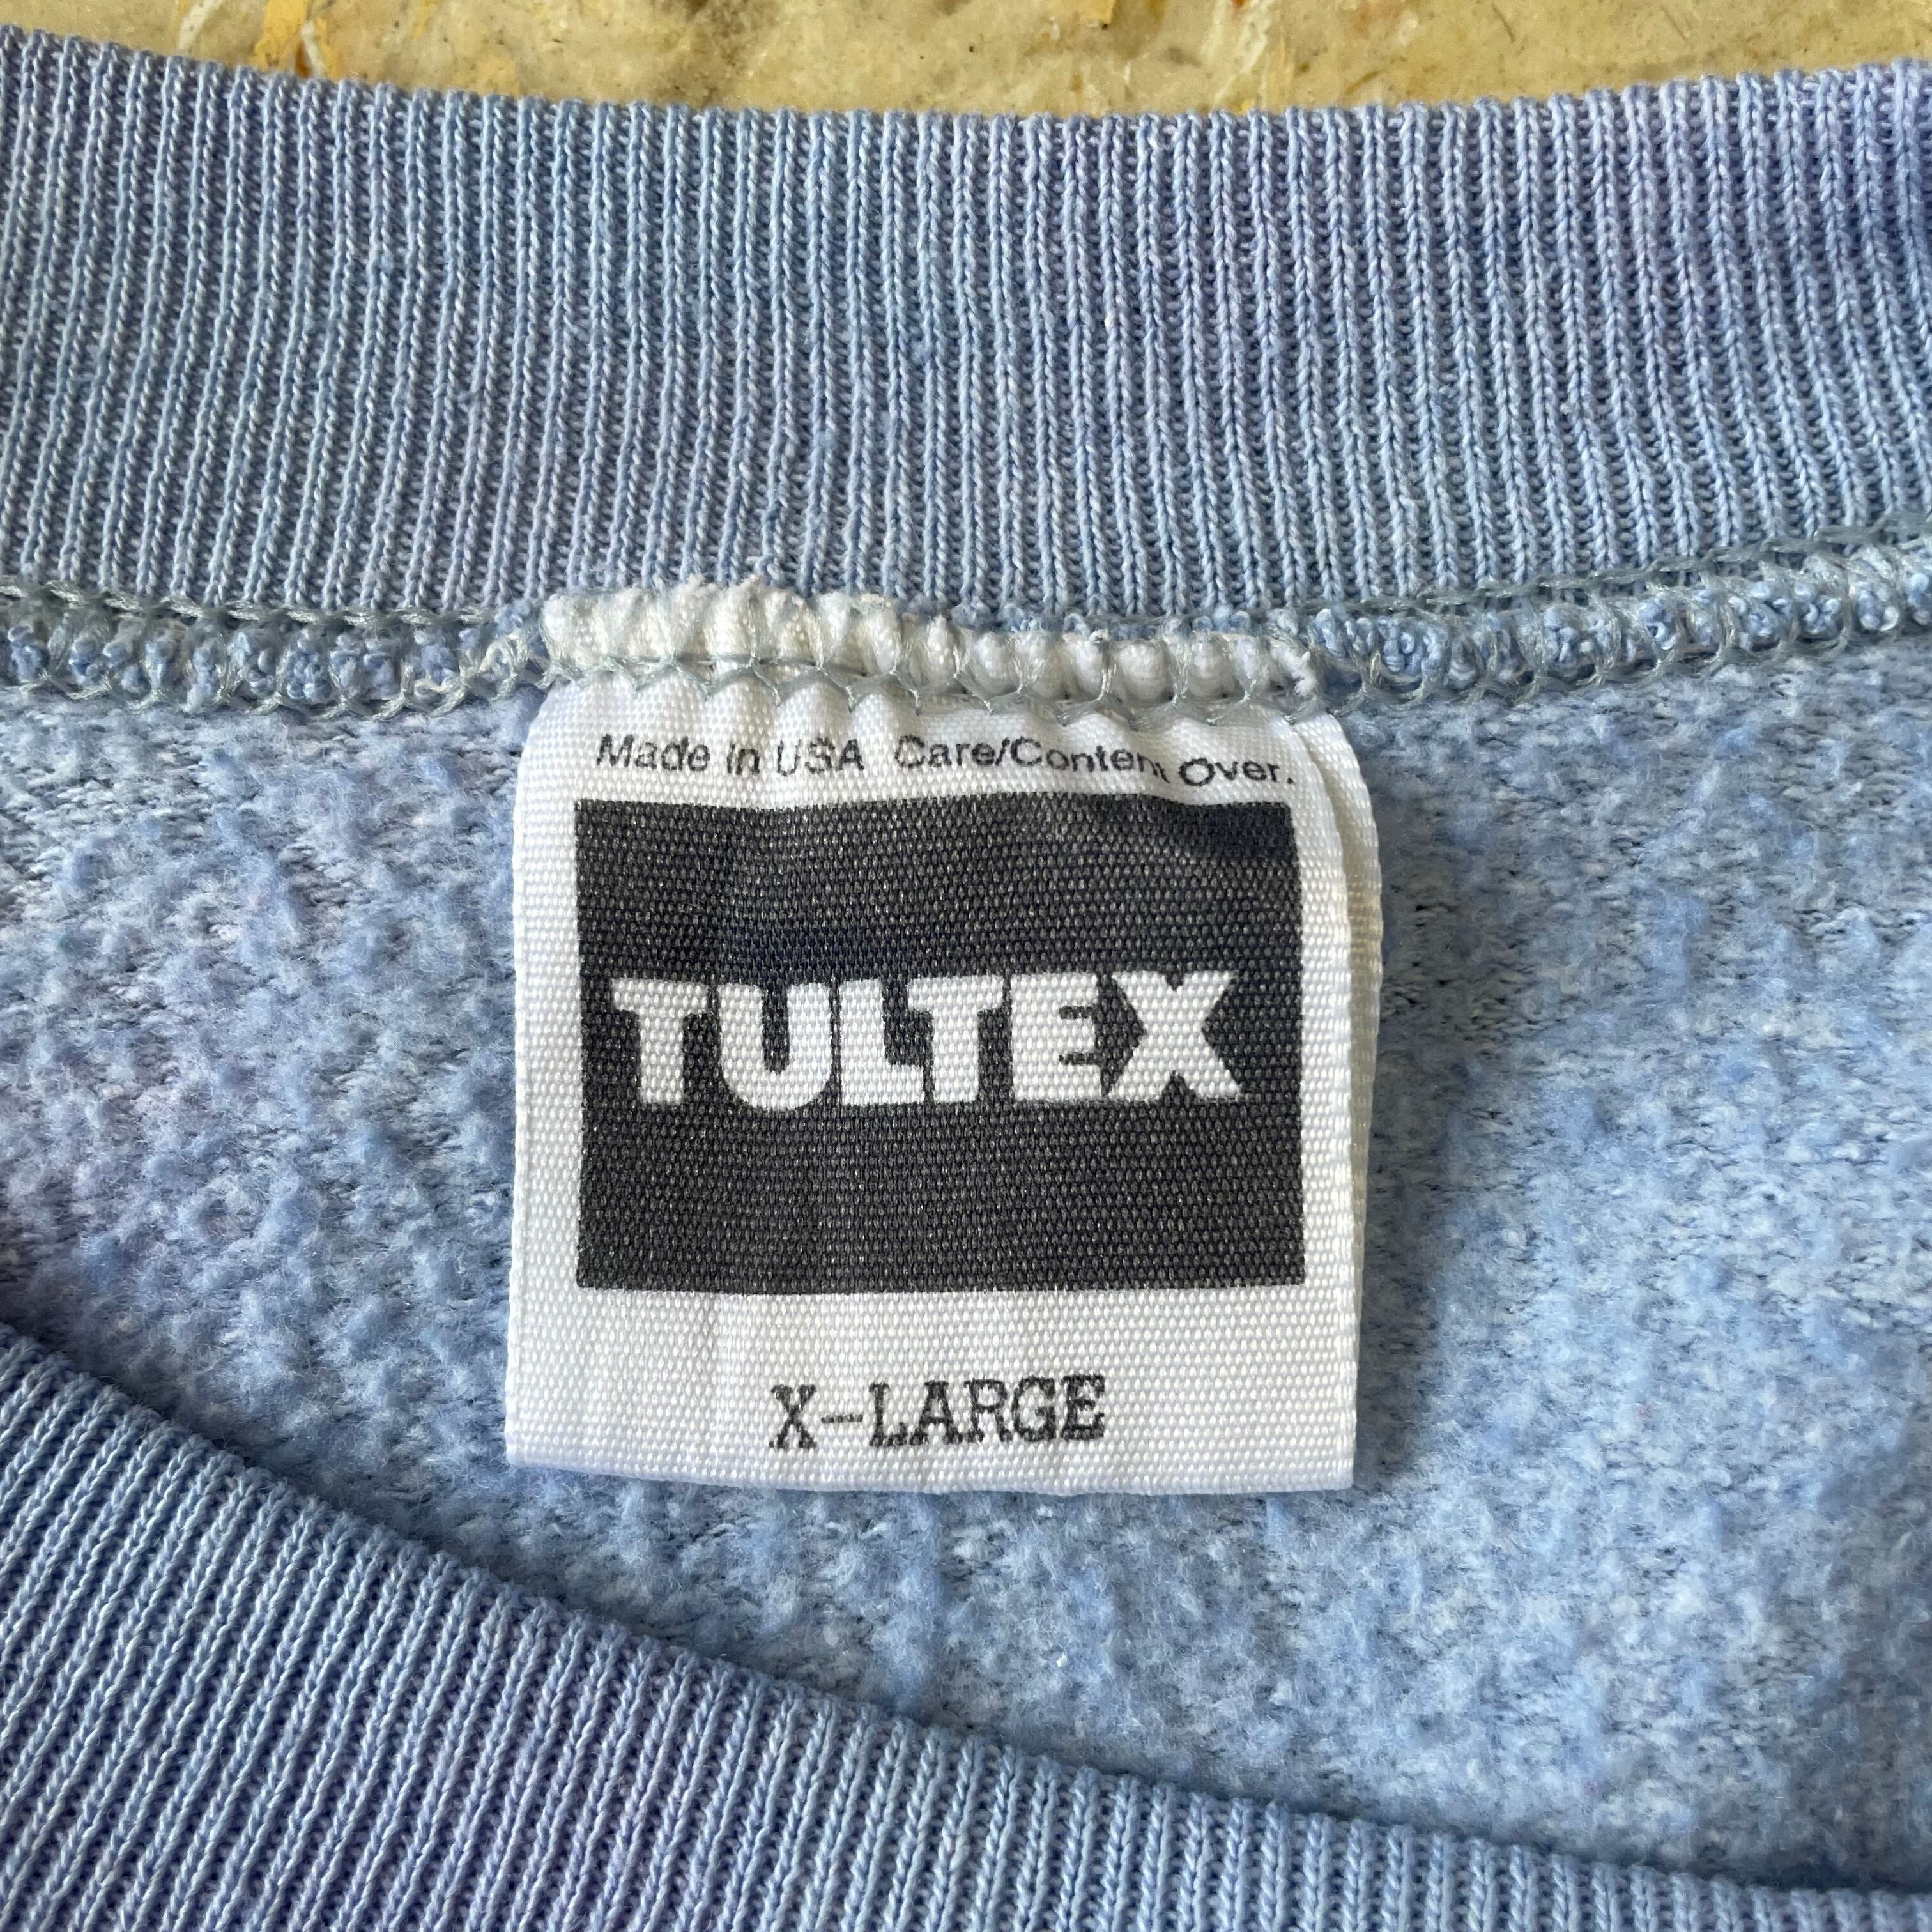 Made in USA Care/Content Over.
TULTEX
X-LARGE